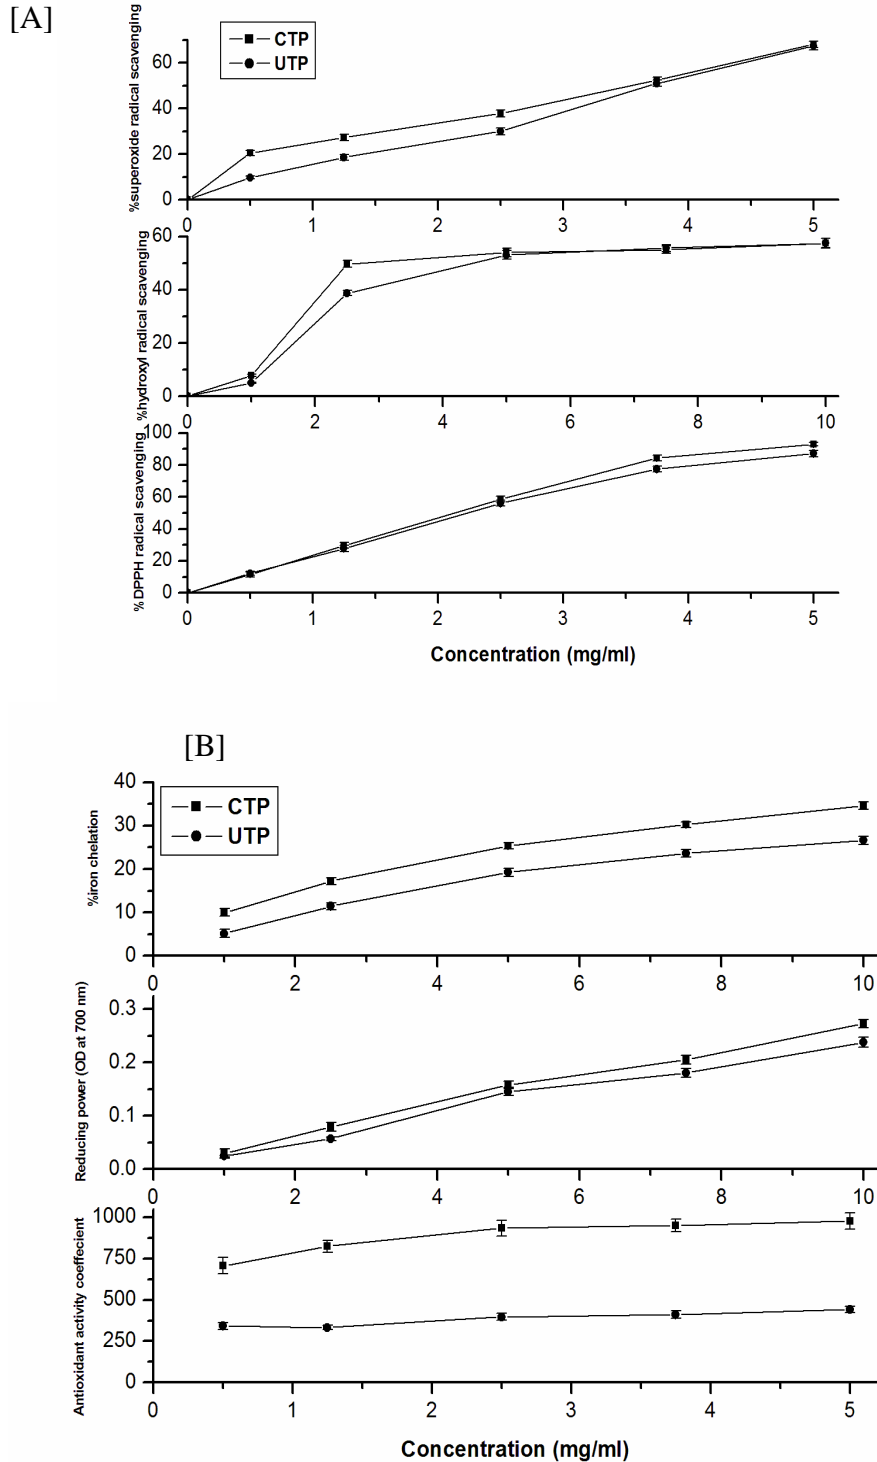 [A]
%superoxide radical scavenging
CTP
UTP
60
40
20
0
0 1 2 3 4 5
%hydroxyl radical scavenging
60
40
20
0
0 2 4 6 8 10
%DPPH radical scavenging
100
80
60
40
20
0
0 1 2 3 4 5
Concentration (mg/ml)
[B]
%iron chelation
CTP
UTP
40
30
20
10
0
0 2 4 6 8 10
Reducing power (OD at 700 nm)
0.3
0.2
0.1
0.0
0 2 4 6 8 10
Antioxidant activity coeffecient
1000
750
500
250
0
0 1 2 3 4 5
Concentration (mg/ml)